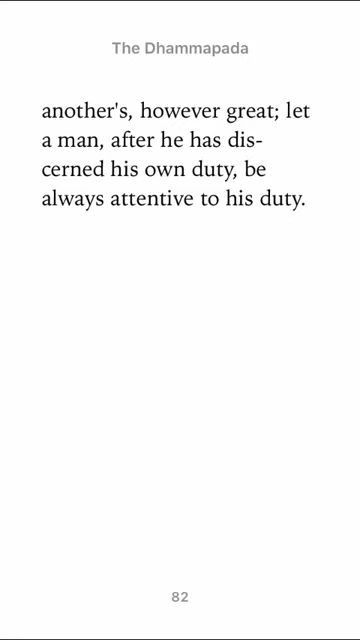 The Dhammapada
another's, however great; let
a man, after he has dis-
cerned his own duty, be
always attentive to his duty.
82